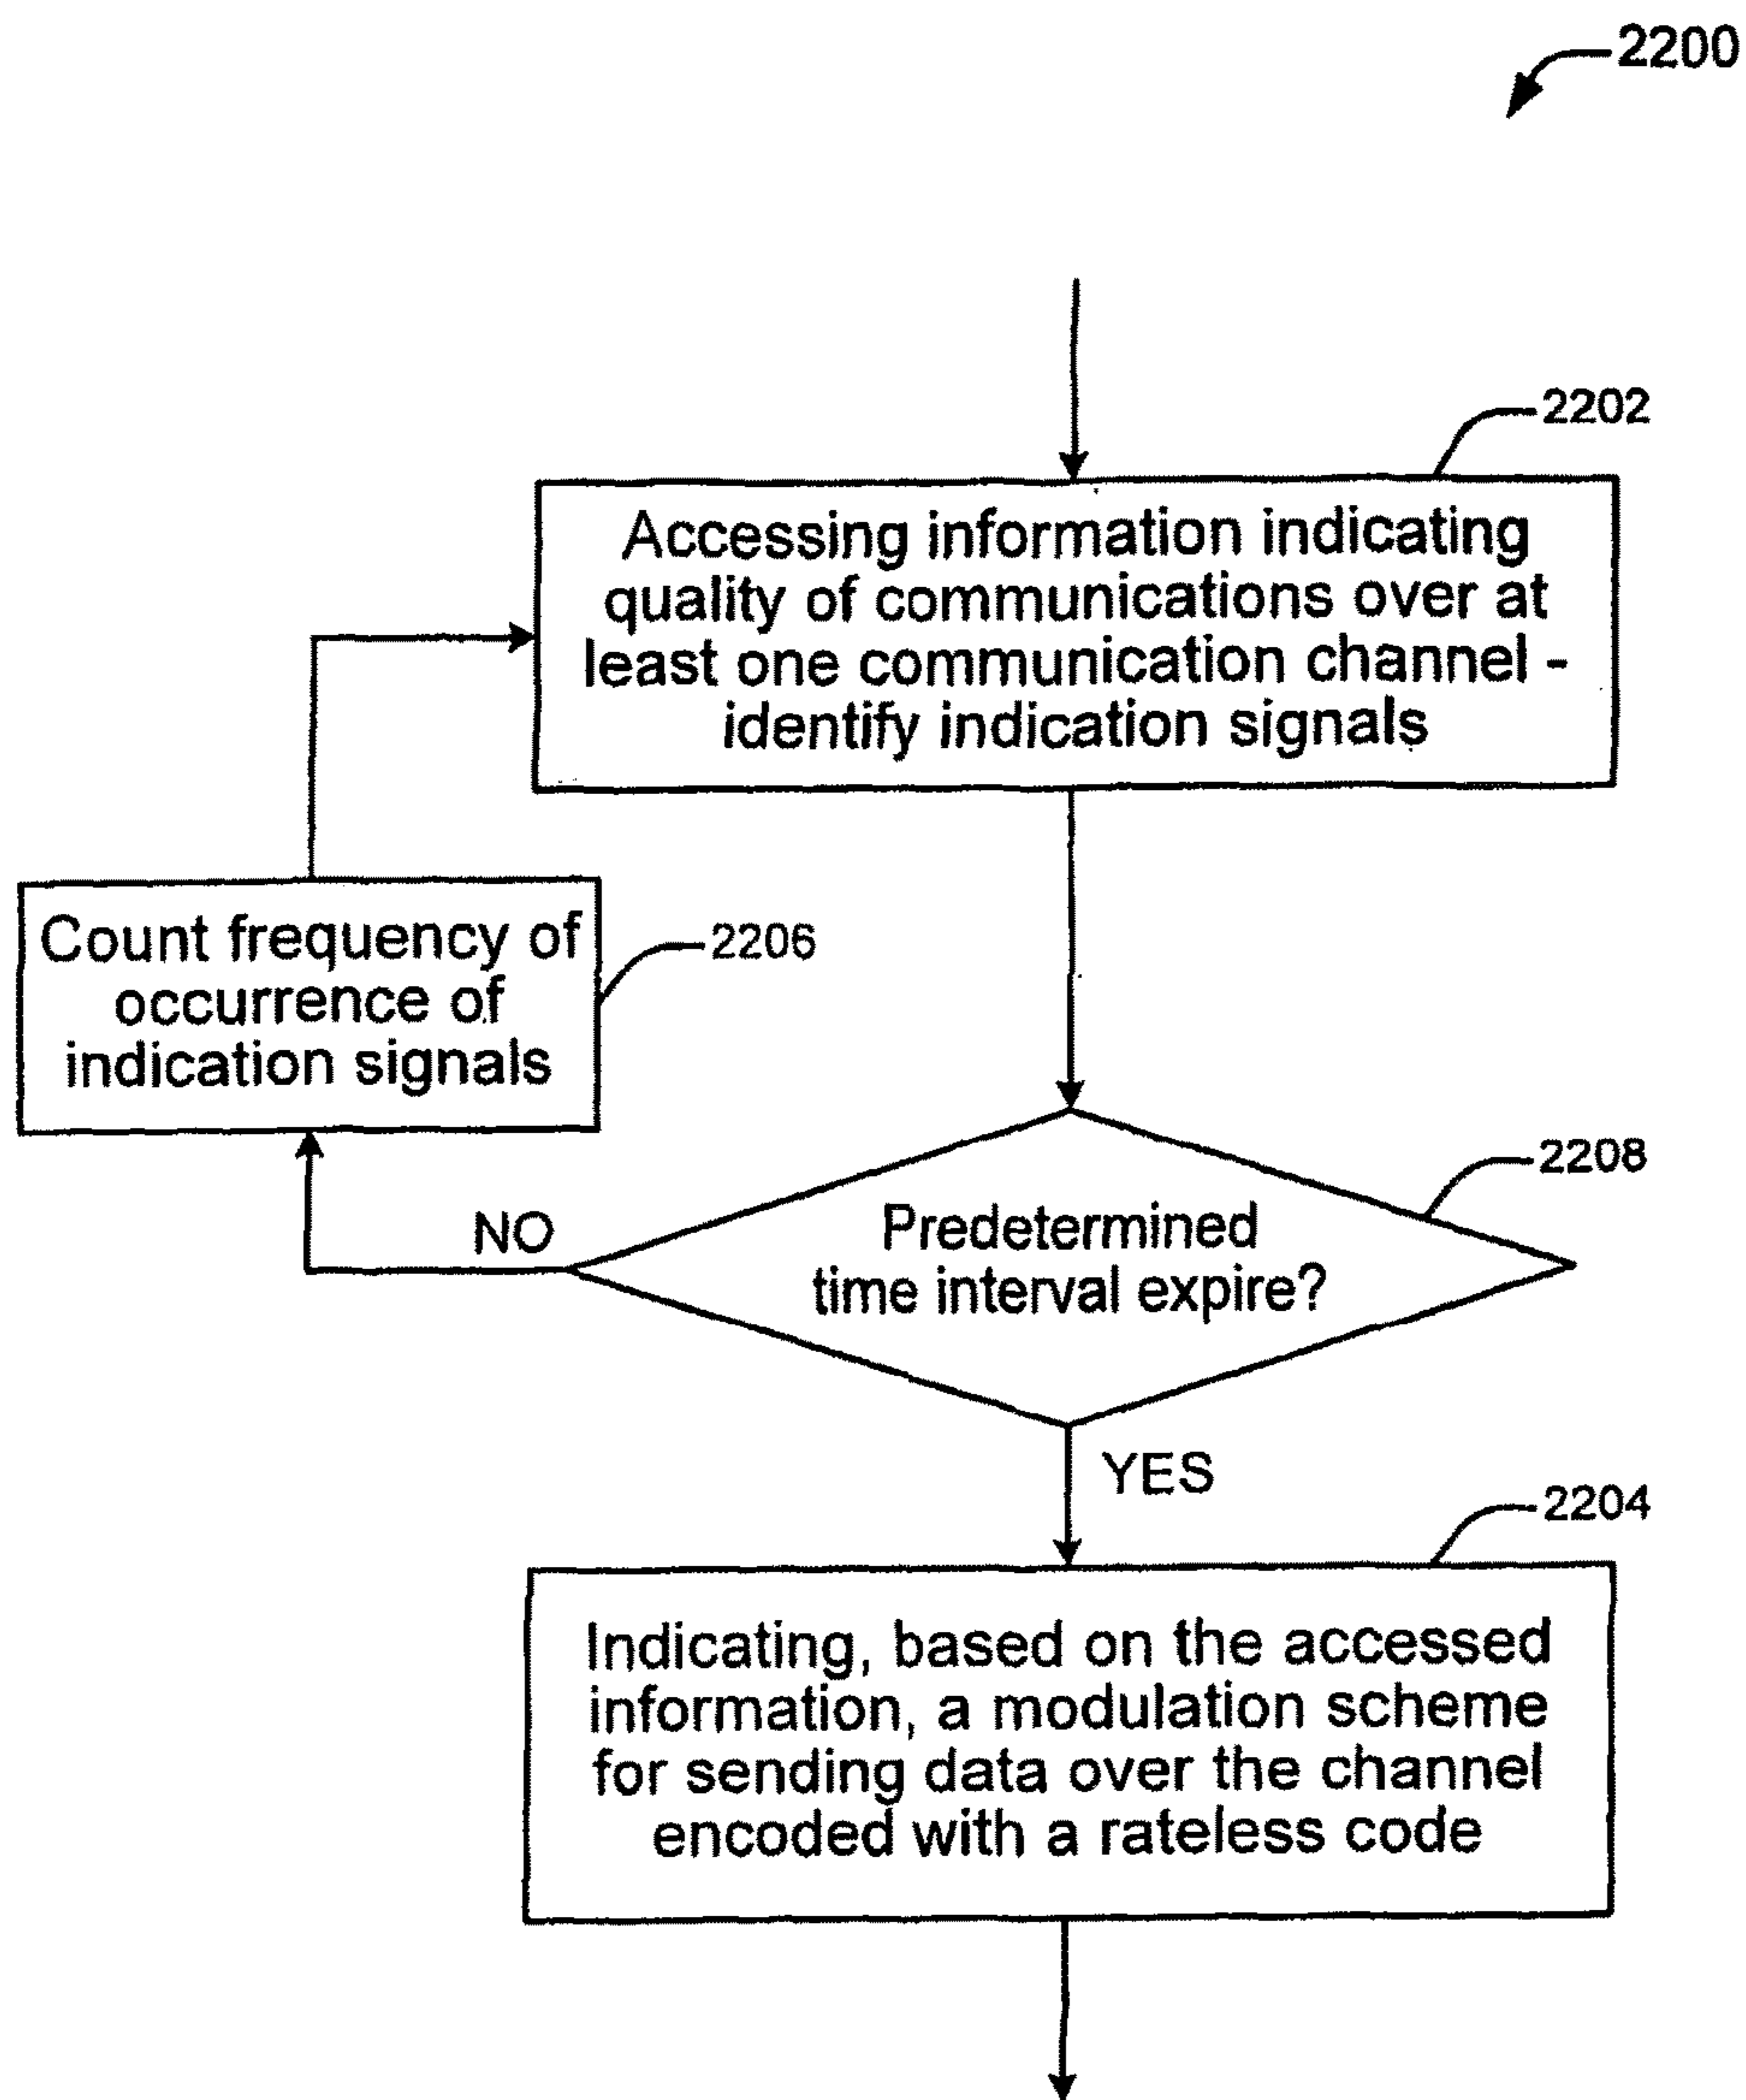 2200
2202
Accessing information indicating
quality of communications over at
least one communication channel -
identify indication signals
Count frequency of
occurrence of
indication signals
2206
2208
Predetermined
time interval expire?
NO
YES
2204
Indicating, based on the accessed
information, a modulation scheme
for sending data over the channel
encoded with a rateless code